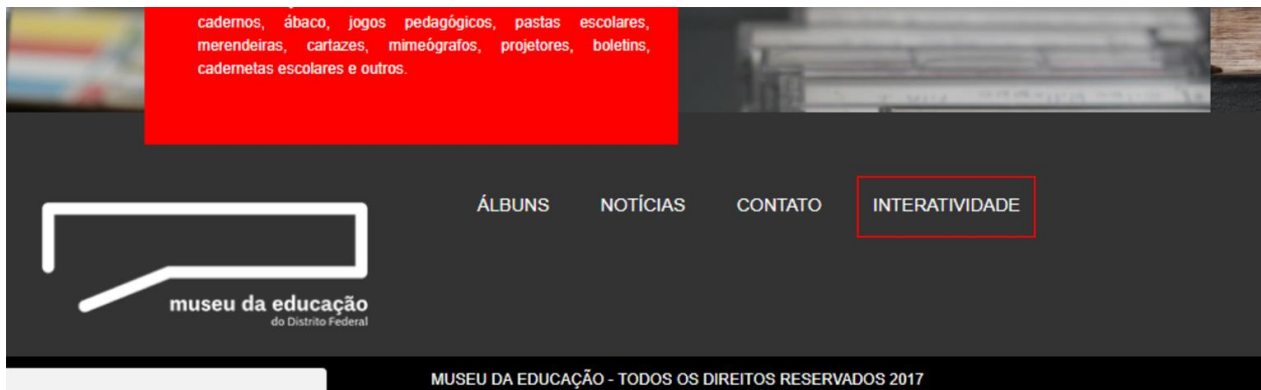 cadernos, ábaco, jogos pedagógicos, pastas escolares,
merendeiras, cartazes, mimeógrafos, projetores, boletins,
cadernetas escolares e outros.
ÁLBUNS NOTÍCIAS CONTATO INTERATIVIDADE
museu da educação
do Distrito Federal
MUSEU DA EDUCAÇÃO - TODOS OS DIREITOS RESERVADOS 2017